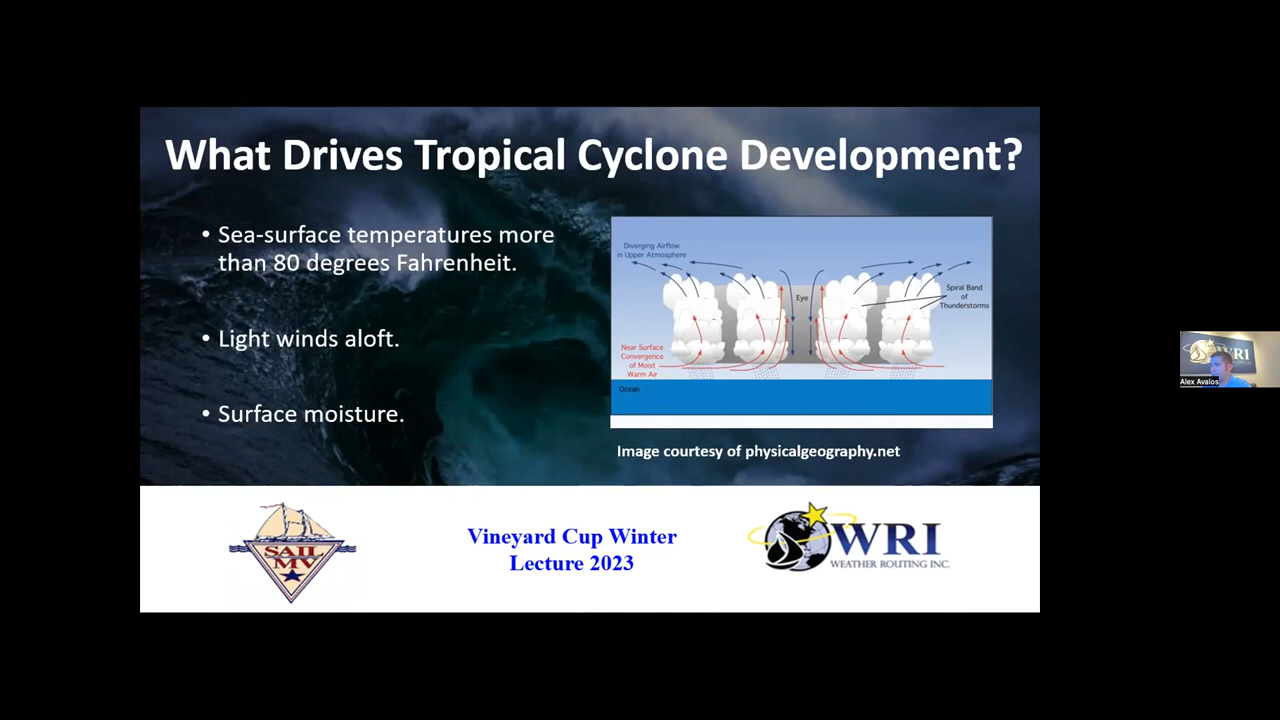 What Drives Tropical Cyclone Development?
• Sea-surface temperatures more
than 80 degrees Fahrenheit.
• Light winds aloft.
• Surface moisture.
Diverging Airflow
in Upper Atmosphere
Eye
Spiral Band
of
Thunderstorms
Near Surface
Convergence
of Moist
Warm Air
Ocean
Image courtesy of physicalgeography.net
SAIL
MV
Vineyard Cup Winter
Lecture 2023
WRI
WEATHER ROUTING INC.
WRI
Alex Avalos